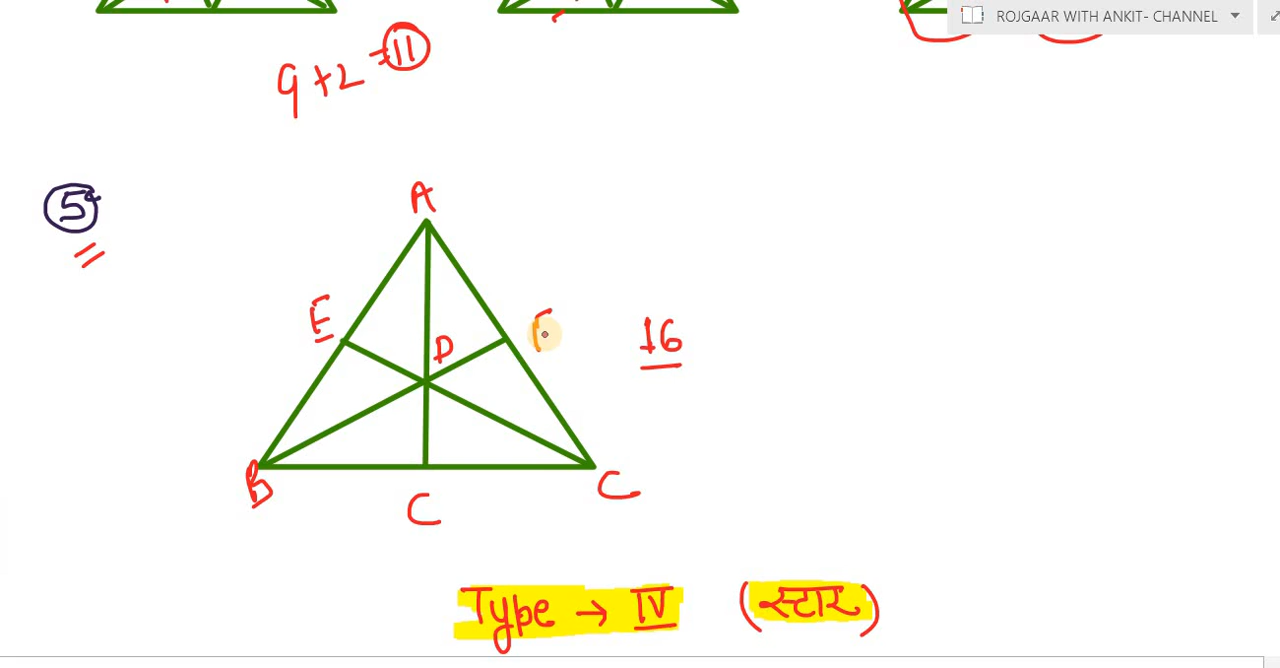 ROJGAAR WITH ANKIT- CHANNEL
9+2 = 11
5
A
E
D
16
B
C
C
Type → IV (स्टार)